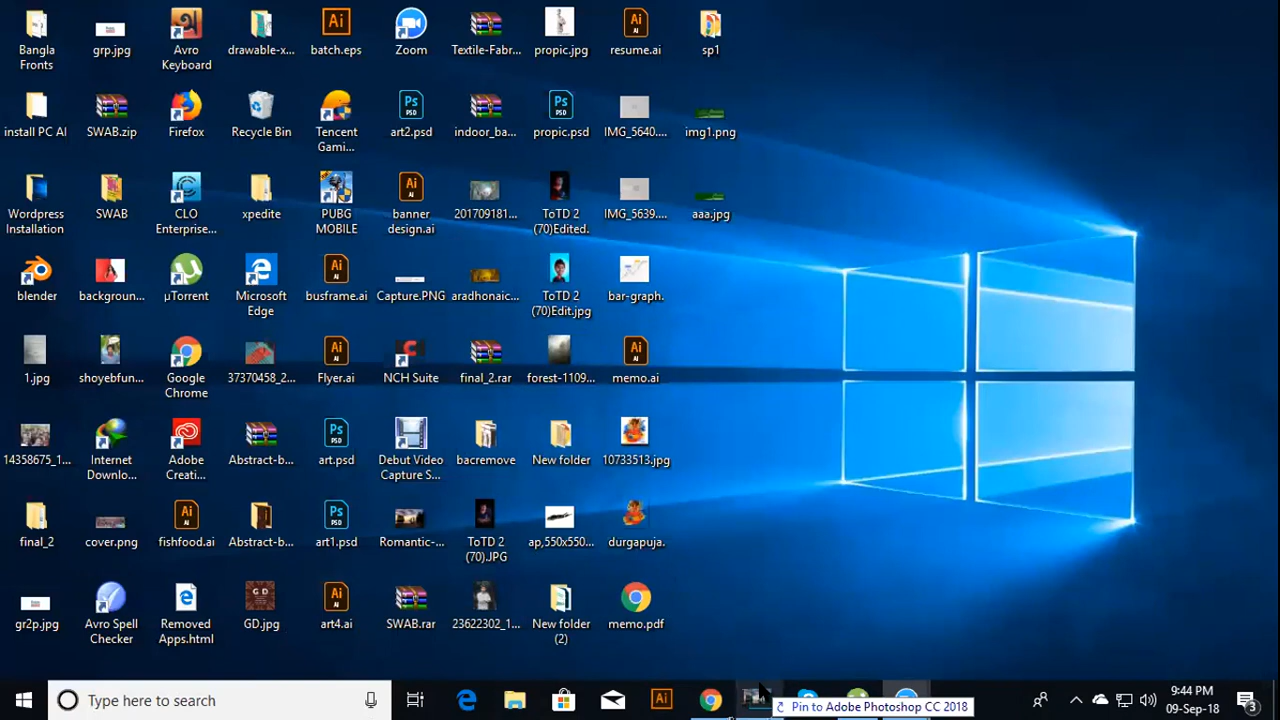 Bangla
Fronts
grp.jpg
Avro
Keyboard
drawable-x...
batch.eps
Zoom
Textile-Fabr...
propic.jpg
resume.ai
sp1
install PC AI
SWAB.zip
Firefox
Recycle Bin
Tencent
Gami...
art2.psd
indoor_ba...
propic.psd
IMG_5640....
img1.png
Wordpress
Installation
SWAB
CLO
Enterprise...
xpedite
PUBG
MOBILE
banner
design.ai
201709181...
ToTD 2
(70)Edited.
IMG_5639....
aaa.jpg
blender
backgroun...
µTorrent
Microsoft
Edge
busframe.ai
Capture.PNG
aradhonaic...
ToTD 2
(70)Edit.jpg
bar-graph.
1.jpg
shoyebfun...
Google
Chrome
37370458_2...
Flyer.ai
NCH Suite
final_2.rar
forest-1109...
memo.ai
14358675_1...
Internet
Downlo...
Adobe
Creati...
Abstract-b...
art.psd
Debut Video
Capture S...
bacremove
New folder
10733513.jpg
final_2
cover.png
fishfood.ai
Abstract-b...
art1.psd
Romantic-...
ToTD 2
(70).JPG
ap,550x550...
durgapuja.
gr2p.jpg
Avro Spell
Checker
Removed
Apps.html
GD.jpg
art4.ai
SWAB.rar
23622302_1...
New folder
(2)
memo.pdf
Type here to search
Pin to Adobe Photoshop CC 2018
9:44 PM
09-Sep-18
3